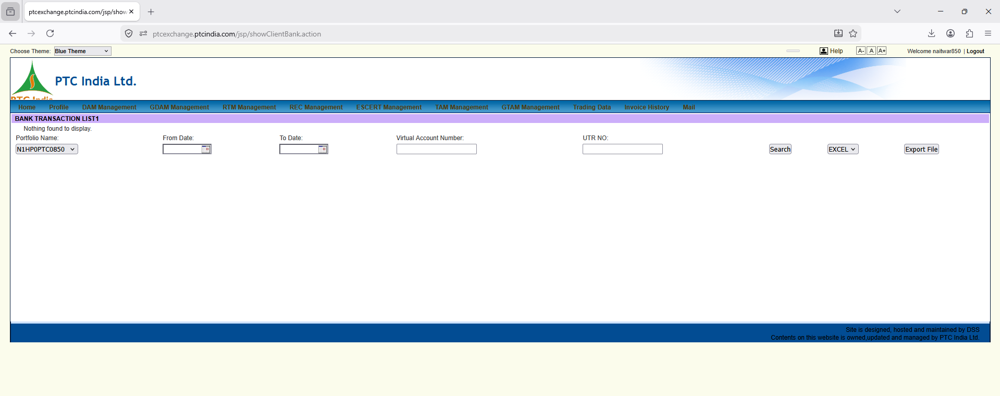 ptcexchange.ptcindia.com/jsp/show
ptcexchange.ptcindia.com/jsp/showClientBank.action
Choose Theme: Blue Theme Help A- A A+ Welcome naitwar850 | Logout
PTC India Ltd.
PTC India
Home Profile DAM Management GDAM Management RTM Management REC Management ESCERT Management TAM Management GTAM Management Trading Data Invoice History Mail
BANK TRANSACTION LIST1
Nothing found to display.
Portfolio Name: From Date: To Date: Virtual Account Number: UTR NO:
N1HP0PTC0850 Search EXCEL Export File
Site is designed, hosted and maintained by DSS
Contents on this website is owned,updated and managed by PTC India Ltd.